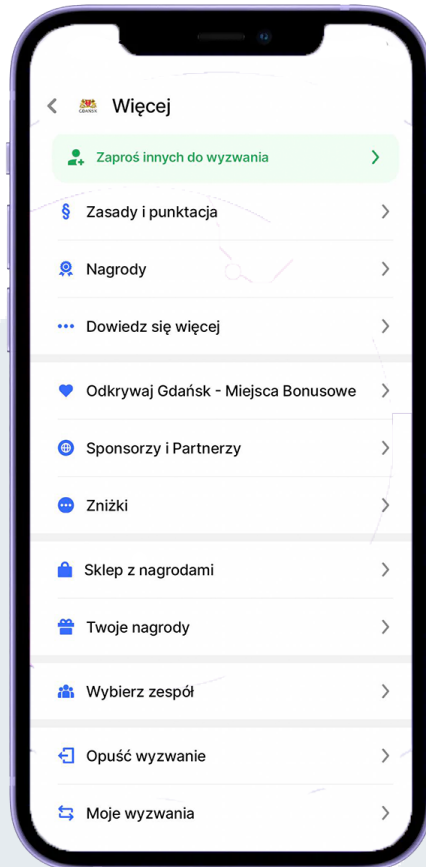 GDAŃSK
Więcej
Zaproś innych do wyzwania
§ Zasady i punktacja
Nagrody
Dowiedz się więcej
Odkrywaj Gdańsk - Miejsca Bonusowe
Sponsorzy i Partnerzy
Zniżki
Sklep z nagrodami
Twoje nagrody
Wybierz zespół
Opuść wyzwanie
Moje wyzwania